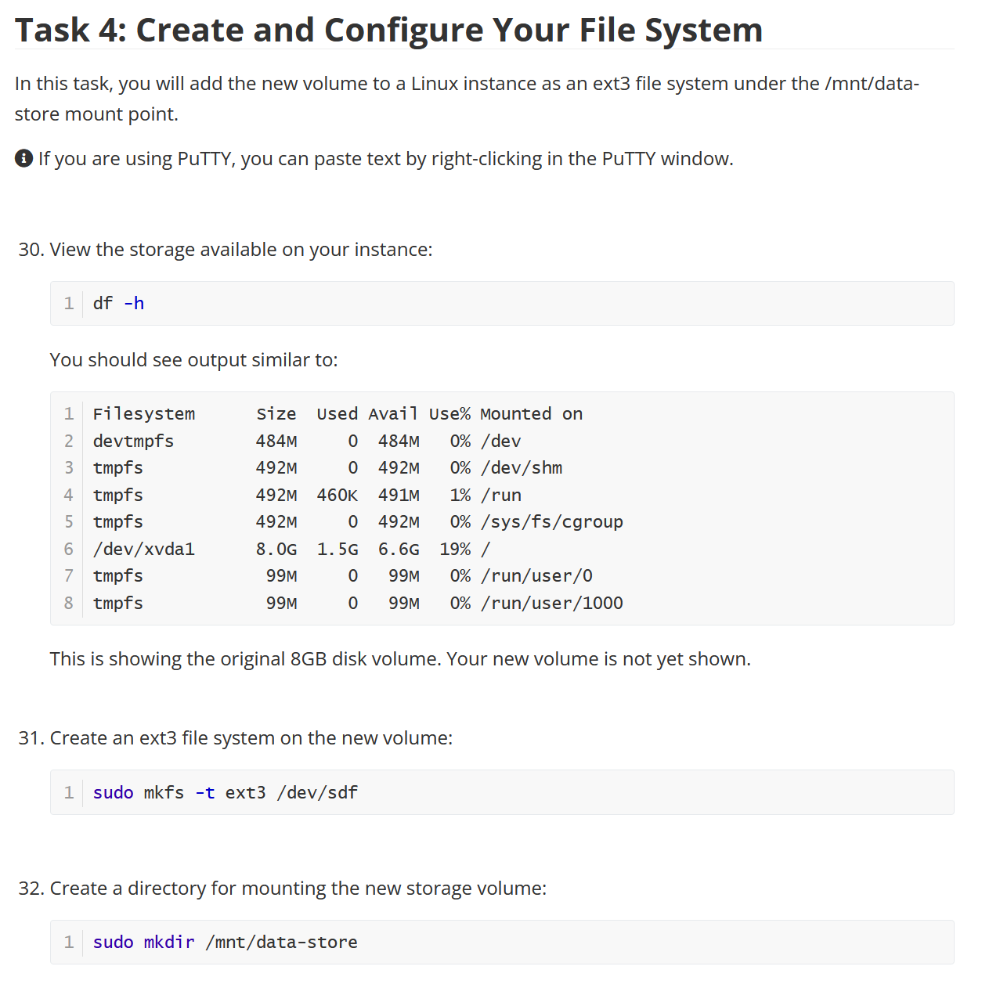 Task 4: Create and Configure Your File System
In this task, you will add the new volume to a Linux instance as an ext3 file system under the /mnt/data-
store mount point.
If you are using PuTTY, you can paste text by right-clicking in the PuTTY window.
30. View the storage available on your instance:
1 df -h
You should see output similar to:
1 Filesystem      Size  Used Avail Use% Mounted on
2 devtmpfs        484M     0  484M   0% /dev
3 tmpfs           492M     0  492M   0% /dev/shm
4 tmpfs           492M  460K  491M   1% /run
5 tmpfs           492M     0  492M   0% /sys/fs/cgroup
6 /dev/xvda1      8.0G  1.5G  6.6G  19% /
7 tmpfs            99M     0   99M   0% /run/user/0
8 tmpfs            99M     0   99M   0% /run/user/1000
This is showing the original 8GB disk volume. Your new volume is not yet shown.
31. Create an ext3 file system on the new volume:
1 sudo mkfs -t ext3 /dev/sdf
32. Create a directory for mounting the new storage volume:
1 sudo mkdir /mnt/data-store